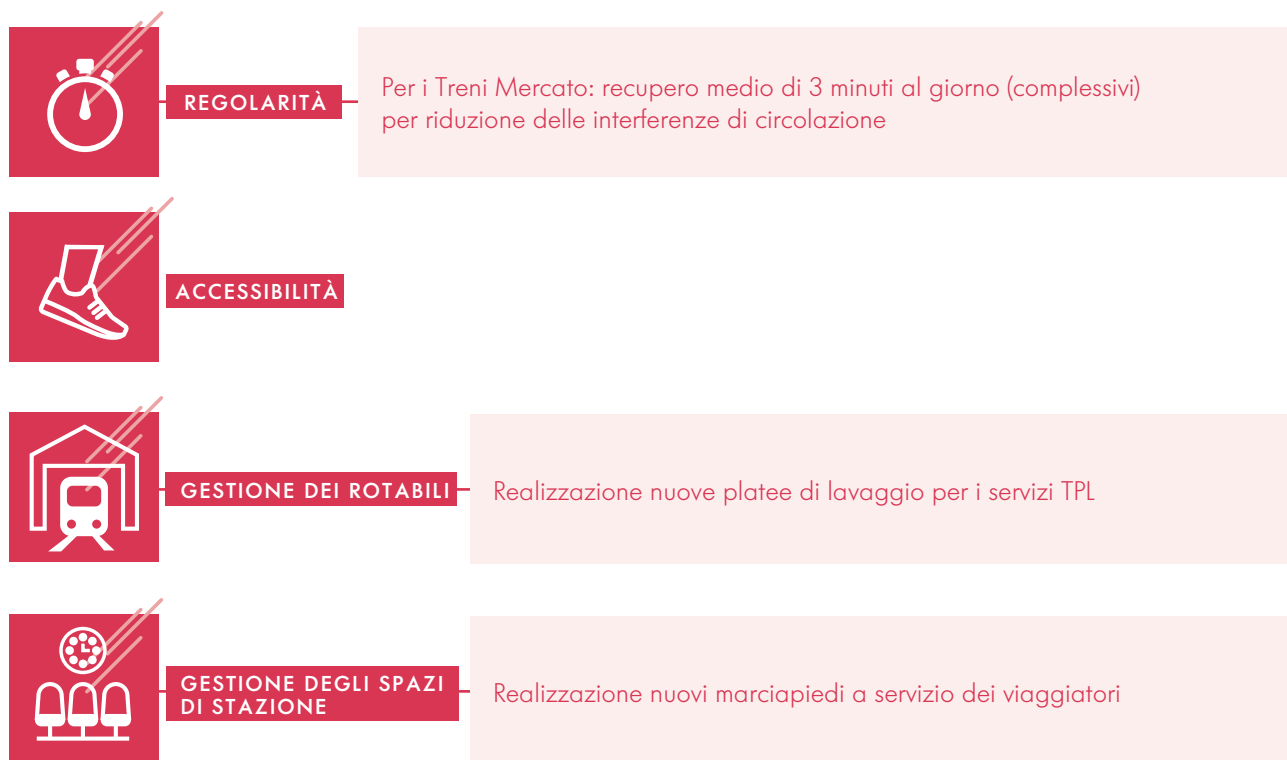 REGOLARITÀ
Per i Treni Mercato: recupero medio di 3 minuti al giorno (complessivi)
per riduzione delle interferenze di circolazione
ACCESSIBILITÀ
GESTIONE DEI ROTABILI
Realizzazione nuove platee di lavaggio per i servizi TPL
GESTIONE DEGLI SPAZI
DI STAZIONE
Realizzazione nuovi marciapiedi a servizio dei viaggiatori